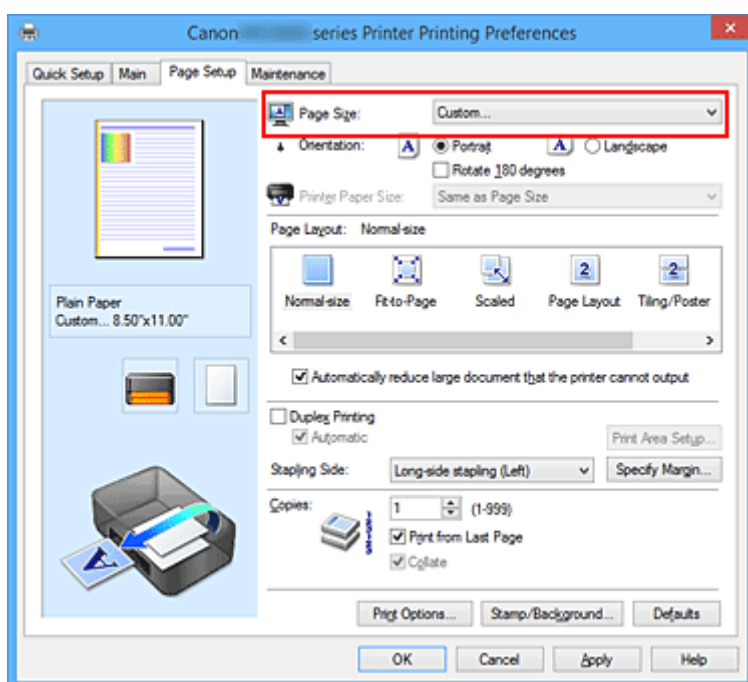 Canon series Printer Printing Preferences
Quick Setup Main Page Setup Maintenance
Page Size: Custom...
Orientation: A Portrait A Landscape
Rotate 180 degrees
Printer Paper Size: Same as Page Size
Page Layout: Normal-size
2 2
Normal-size Fit-to-Page Scaled Page Layout Tiling/Poster
Plain Paper
Custom... 8.50"x11.00"
Automatically reduce large document that the printer cannot output
Duplex Printing
Automatic
Print Area Setup...
Stapling Side: Long-side stapling (Left) Specify Margin...
Copies: 1 (1-999)
Print from Last Page
Collate
A
Print Options... Stamp/Background... Defaults
OK Cancel Apply Help